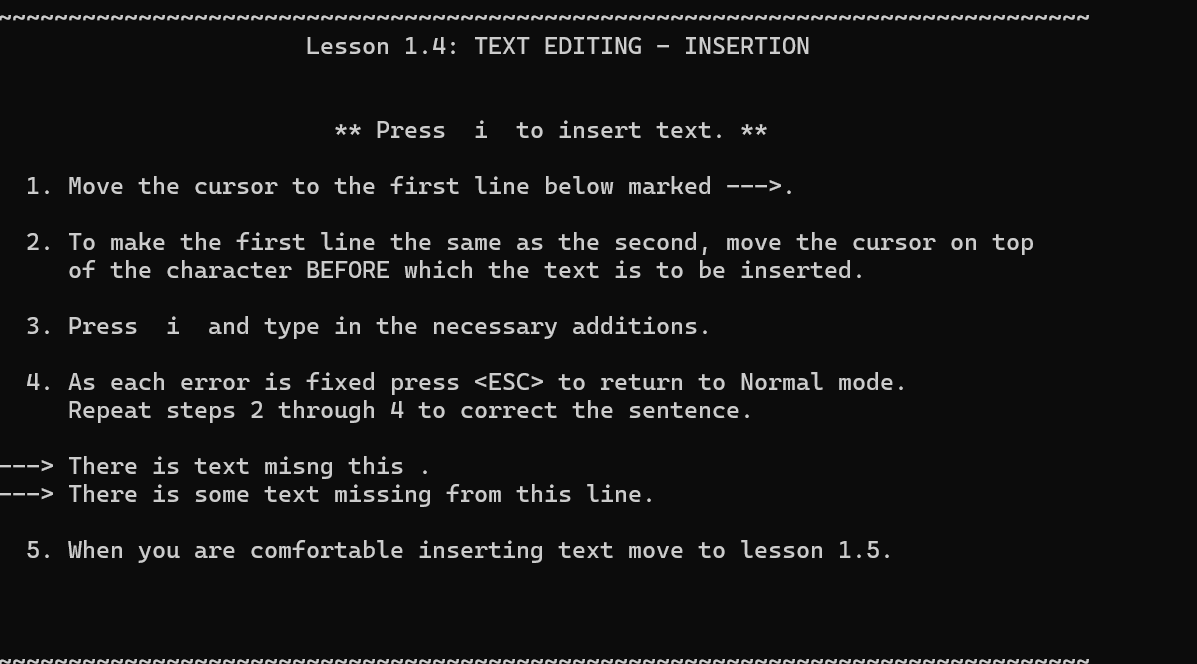 ~~~~~~~~~~~~~~~~~~~~~~~~~~~~~~~~~~~~~~~~~~~~~~~~~~~~~~~~~~~~~~~~~~~~~~~~~~~~~~
Lesson 1.4: TEXT EDITING - INSERTION
** Press  i  to insert text. **
1. Move the cursor to the first line below marked --->.
2. To make the first line the same as the second, move the cursor on top
of the character BEFORE which the text is to be inserted.
3. Press  i  and type in the necessary additions.
4. As each error is fixed press <ESC> to return to Normal mode.
Repeat steps 2 through 4 to correct the sentence.
---> There is text misng this .
---> There is some text missing from this line.
5. When you are comfortable inserting text move to lesson 1.5.
~~~~~~~~~~~~~~~~~~~~~~~~~~~~~~~~~~~~~~~~~~~~~~~~~~~~~~~~~~~~~~~~~~~~~~~~~~~~~~